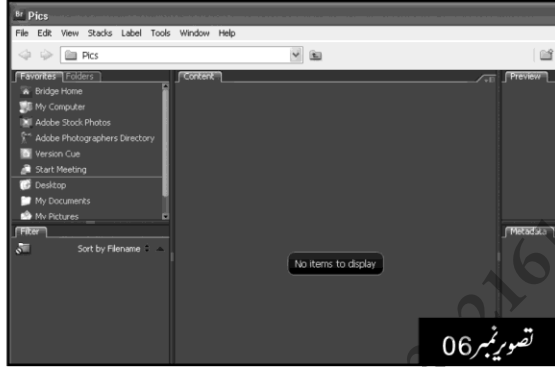 Br Pics
File Edit View Stacks Label Tools Window Help
Pics
Favorites Folders
Content
Preview
Bridge Home
My Computer
Adobe Stock Photos
Adobe Photographers Directory
Version Cue
Start Meeting
Desktop
My Documents
My Pictures
Filter
Metadata
Sort by Filename
No items to display
تصویر نمبر 06